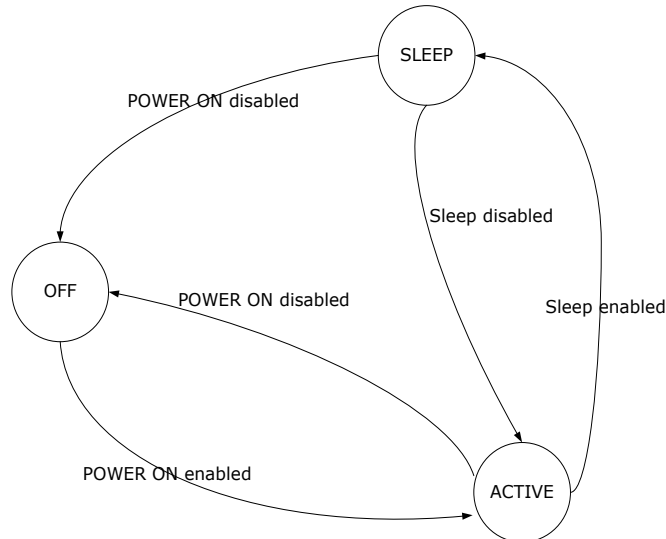 SLEEP
POWER ON disabled
Sleep disabled
OFF
POWER ON disabled
Sleep enabled
POWER ON enabled
ACTIVE